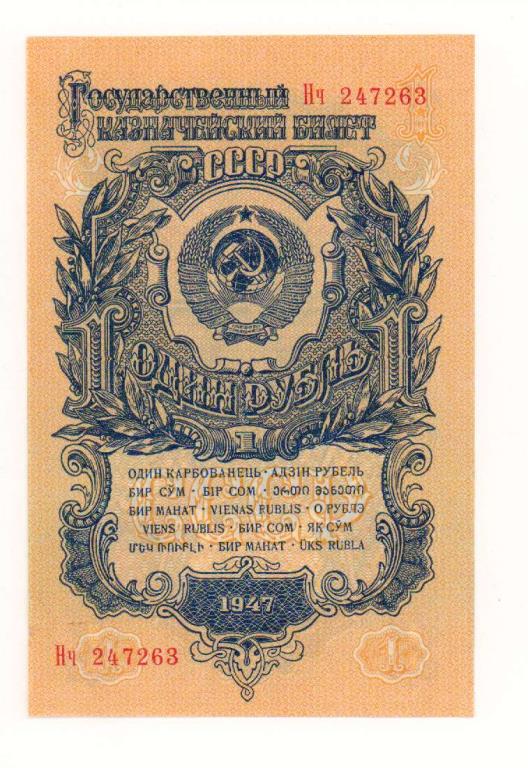 Государственный Нч 247263
казначейский билет
СССР
1 1
ОДИН РУБЛЬ
1
ОДИН КАРБОВАНЕЦЬ · АДЗІН РУБЕЛЬ
БИР СЎМ · БІР СОМ · ᲔᲠᲗᲘ ᲛᲐᲜᲔᲗᲘ
БИР МАНАТ · VIENAS RUBLIS · О РУБЛЭ
VIENS RUBLIS · БИР СОМ · ЯК СӮМ
ՄԵԿ ՌՈՒԲԼԻ · БИР МАНАТ · ÜKS RUBLA
1947
Нч 247263
1